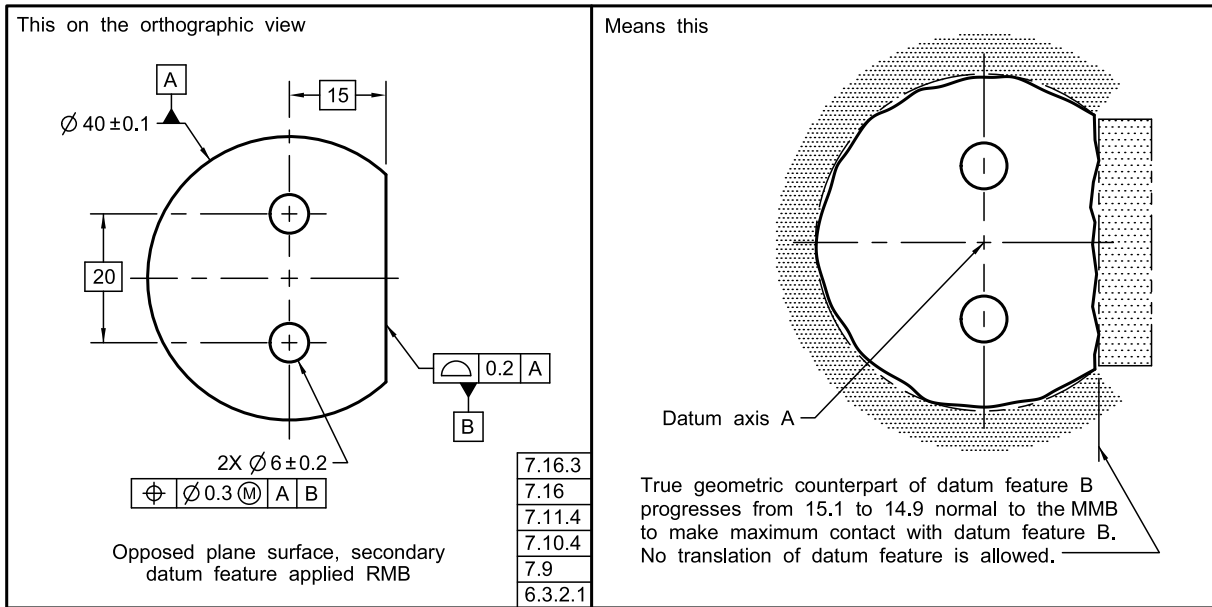 This on the orthographic view
A
15
Ø 40 ±0.1
20
⌓ 0.2 A
B
2X Ø 6 ±0.2
⌖ Ø 0.3 Ⓜ A B
Opposed plane surface, secondary
datum feature applied RMB
7.16.3
7.16
7.11.4
7.10.4
7.9
6.3.2.1
Means this
Datum axis A
True geometric counterpart of datum feature B
progresses from 15.1 to 14.9 normal to the MMB
to make maximum contact with datum feature B.
No translation of datum feature is allowed.